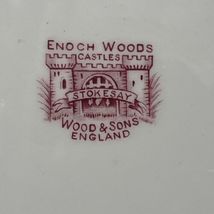 ENOCH WOODS
CASTLES
STOKESAY
WOOD & SONS
ENGLAND